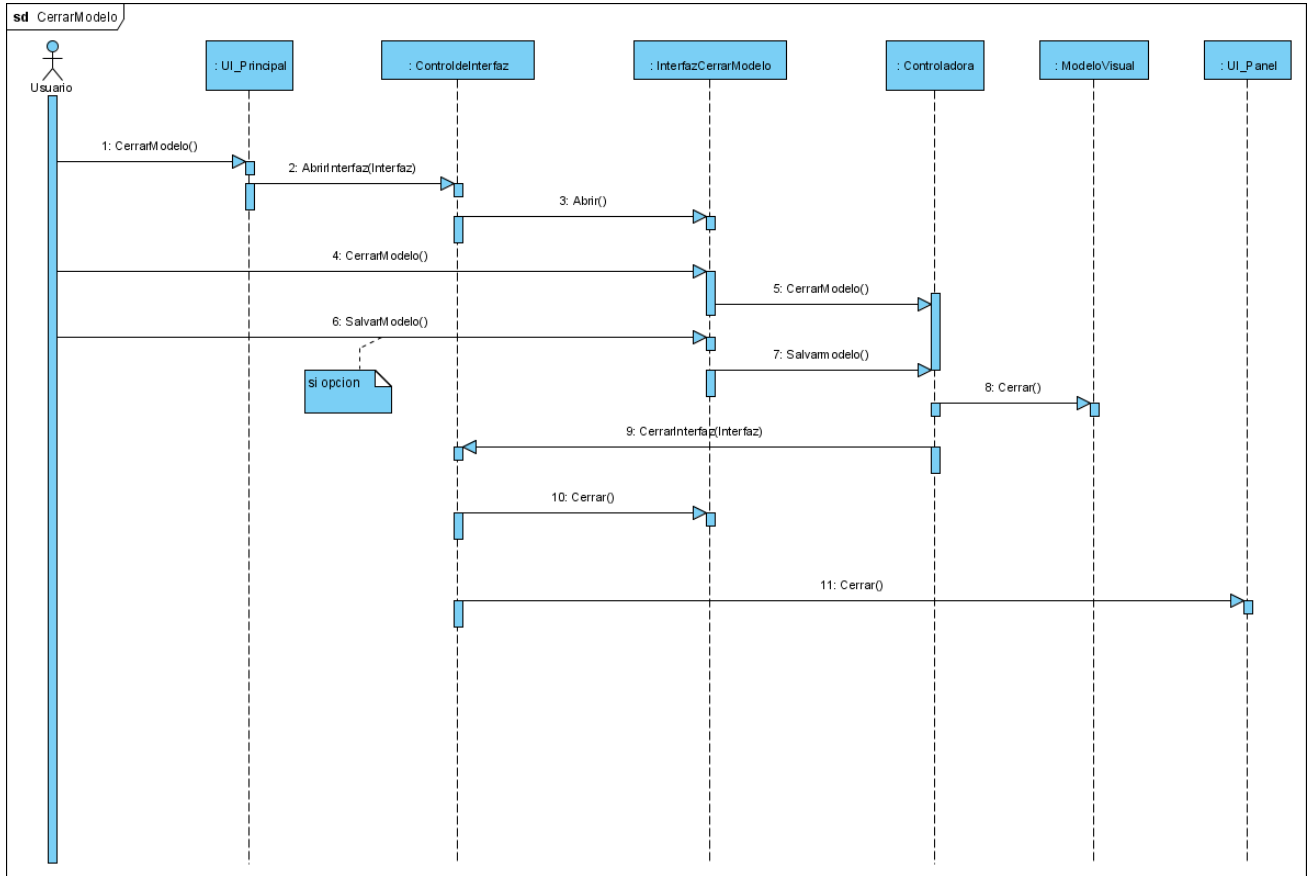 sd CerrarModelo
Usuario
: UI_Principal
: ControldeInterfaz
: InterfazCerrarModelo
: Controladora
: ModeloVisual
: UI_Panel
1: CerrarModelo()
2: AbrirInterfaz(Interfaz)
3: Abrir()
4: CerrarModelo()
5: CerrarModelo()
6: SalvarModelo()
7: Salvarmodelo()
si opcion
8: Cerrar()
9: CerrarInterfaz(Interfaz)
10: Cerrar()
11: Cerrar()